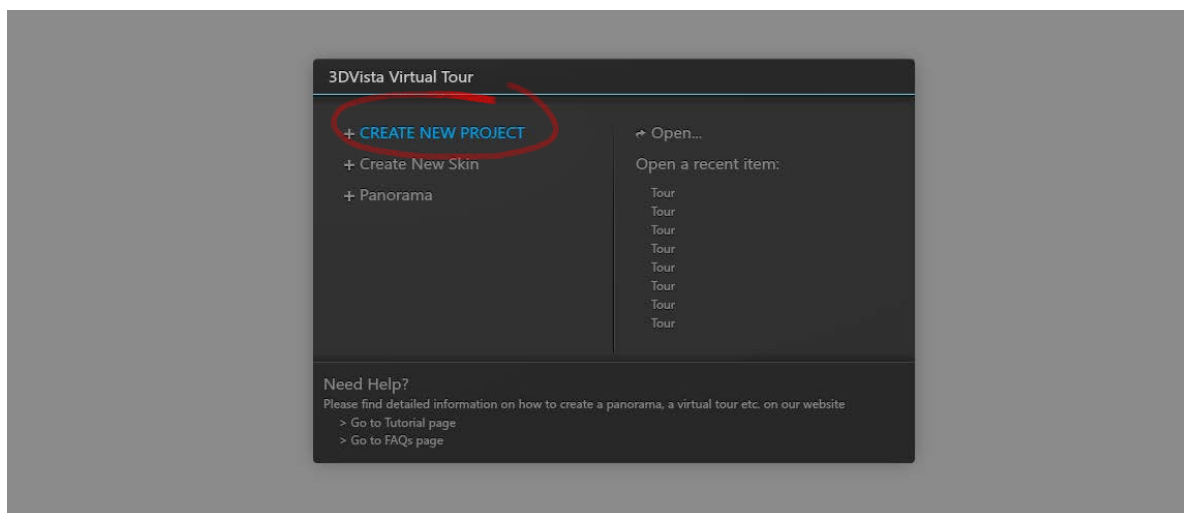 3DVista Virtual Tour
+ CREATE NEW PROJECT
+ Create New Skin
+ Panorama
Open...
Open a recent item:
Tour
Tour
Tour
Tour
Tour
Tour
Tour
Tour
Need Help?
Please find detailed information on how to create a panorama, a virtual tour etc. on our website
> Go to Tutorial page
> Go to FAQs page